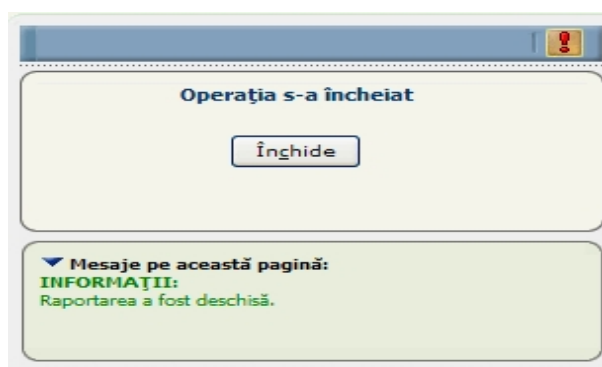 Operaţia s-a încheiat
Închide
Mesaje pe această pagină:
INFORMAŢII:
Raportarea a fost deschisă.